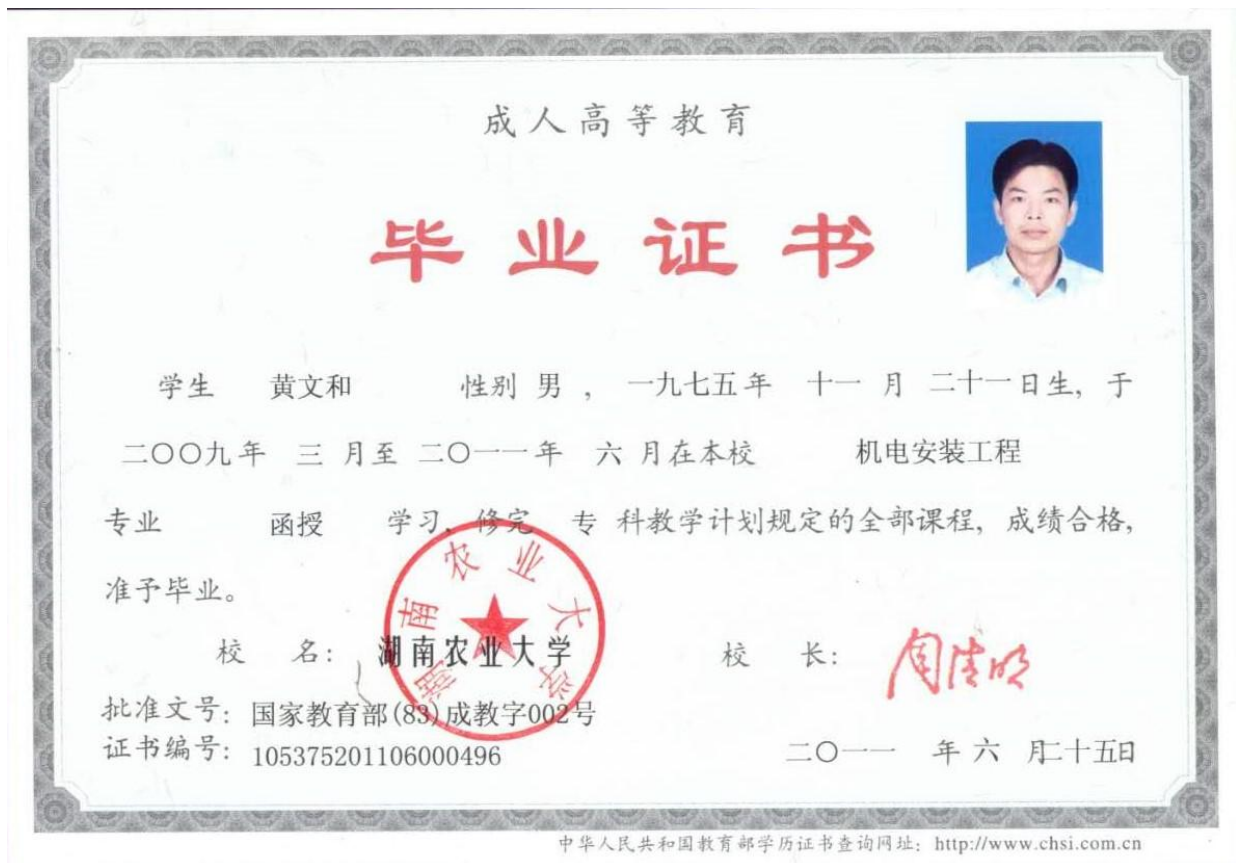 成人高等教育
毕业证书
学生 黄文和 性别 男 ， 一九七五年 十一 月 二十一日生, 于
二〇〇九年 三 月至 二〇一一年 六 月在本校 机电安装工程
专业 函授 学习, 修完 专 科教学计划规定的全部课程, 成绩合格,
准予毕业。
湖南农业大学
校 名: 湖南农业大学 校 长: 周清明
批准文号: 国家教育部(83)成教字002号
证书编号: 105375201106000496 二〇一一 年 六 月二十五日
中华人民共和国教育部学历证书查询网址: http://www.chsi.com.cn